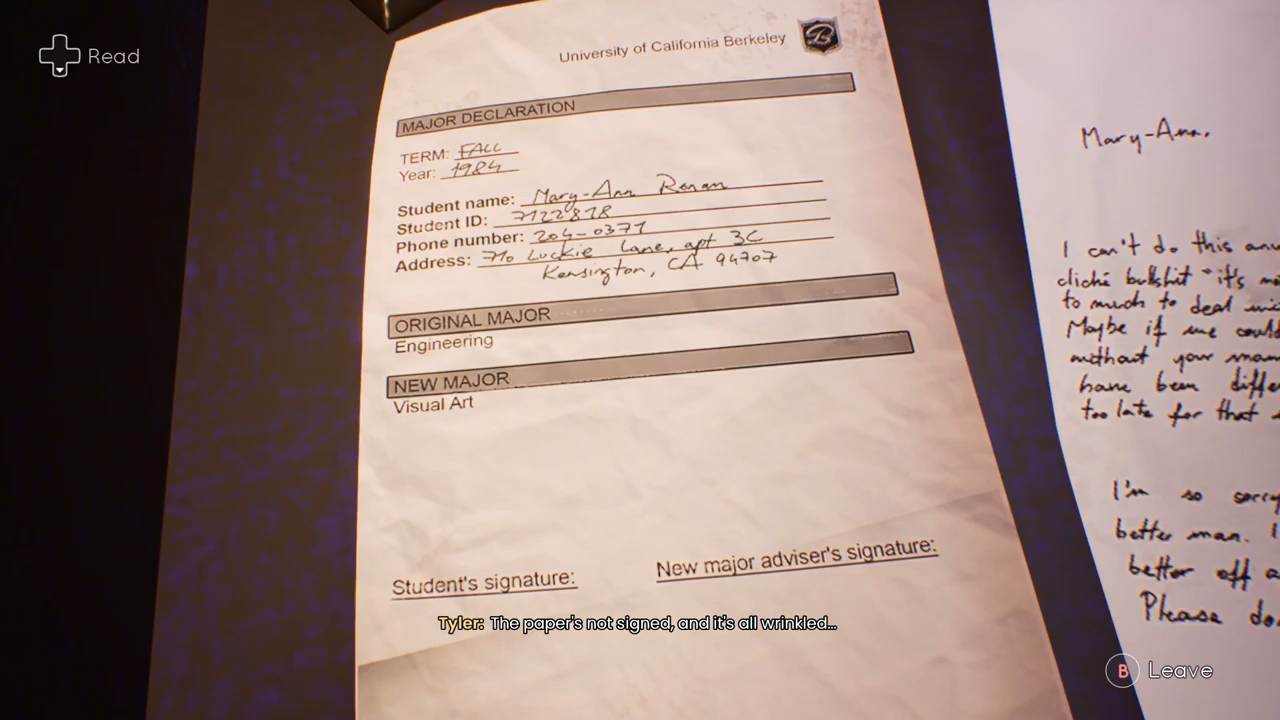 Read
University of California Berkeley
MAJOR DECLARATION
TERM: FALL
Year: 1984
Student name: Mary-Ann Ronan
Student ID: 7122818
Phone number: 204-0371
Address: 710 Luckie Lane, apt 3C
Kensington, CA 94707
ORIGINAL MAJOR
Engineering
NEW MAJOR
Visual Art
Student's signature:
New major adviser's signature:
Tyler: The paper's not signed, and it's all wrinkled...
Mary-Ann,
I can't do this
cliché bullshit "it's
to much to deal
Maybe if we
without your
have been
too late for that
I'm so sorry
better man. I
better off
Please
B Leave